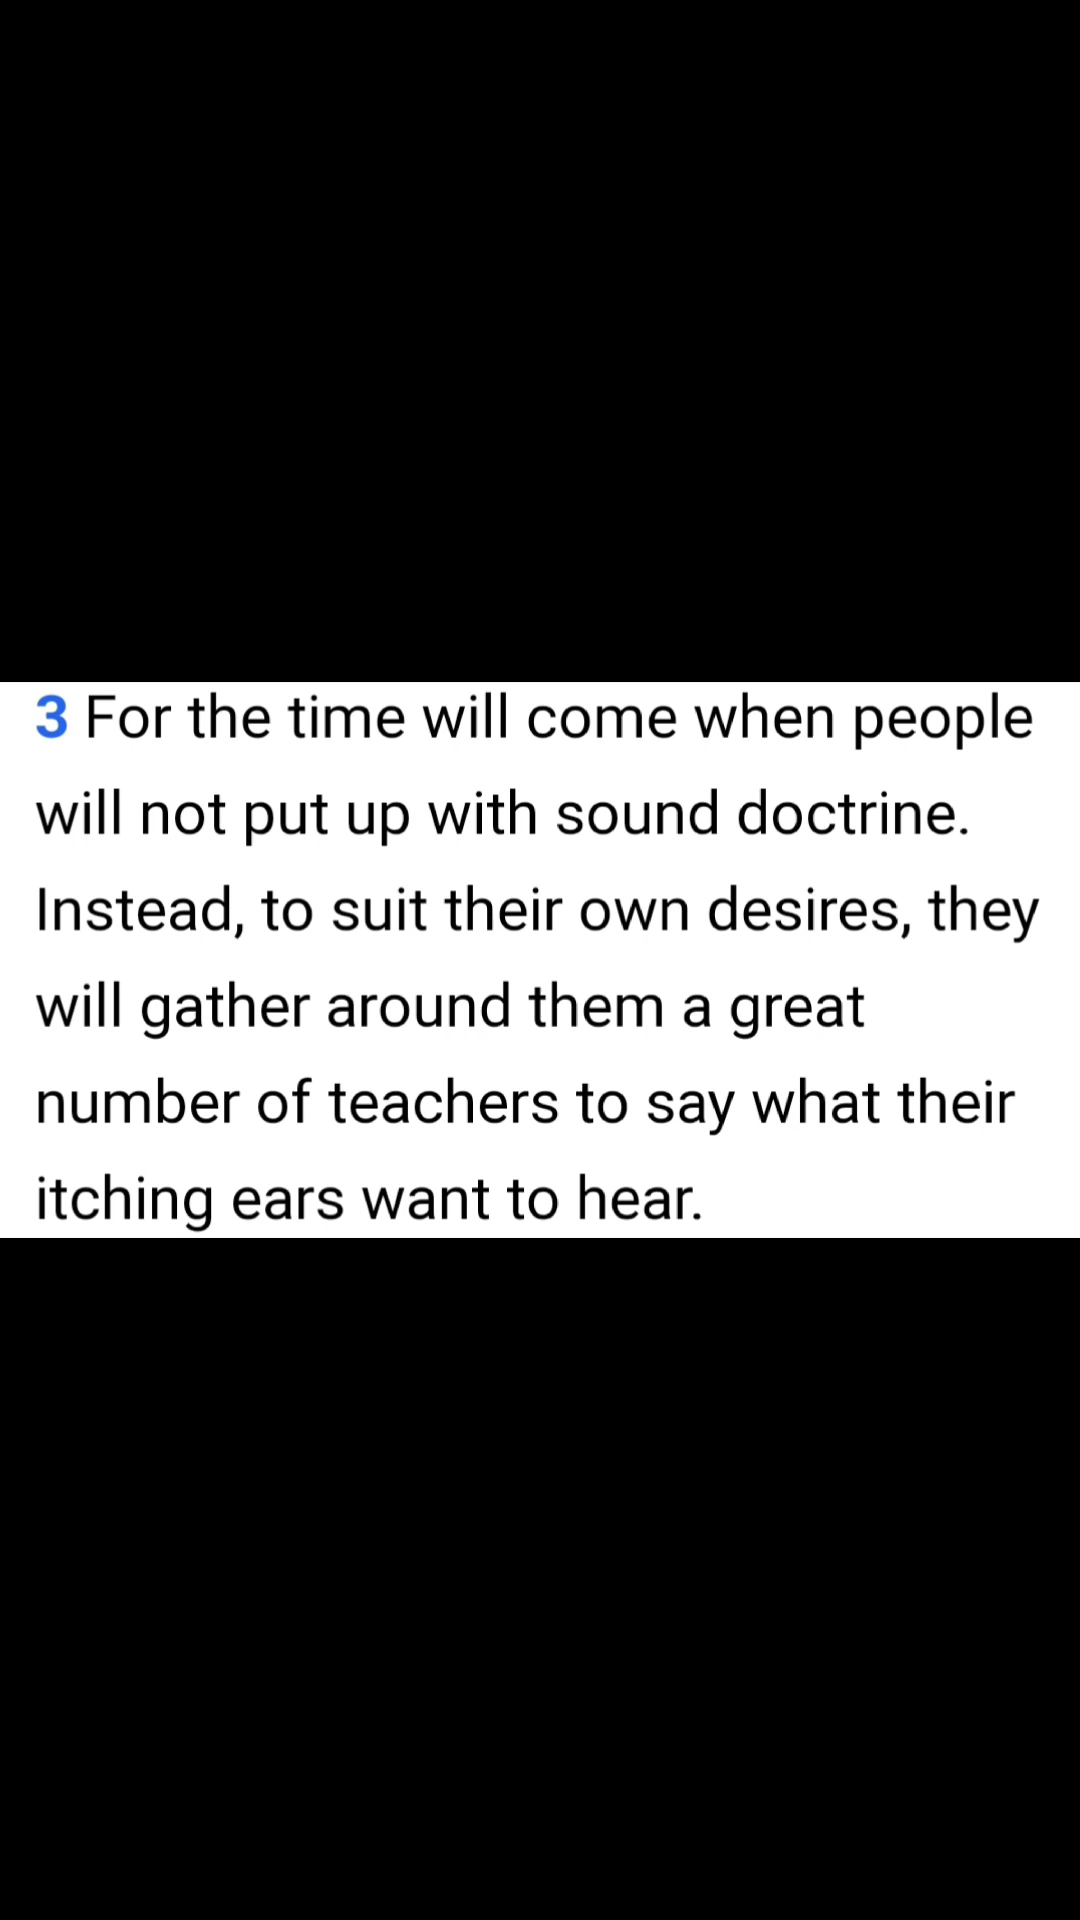 3 For the time will come when people
will not put up with sound doctrine.
Instead, to suit their own desires, they
will gather around them a great
number of teachers to say what their
itching ears want to hear.